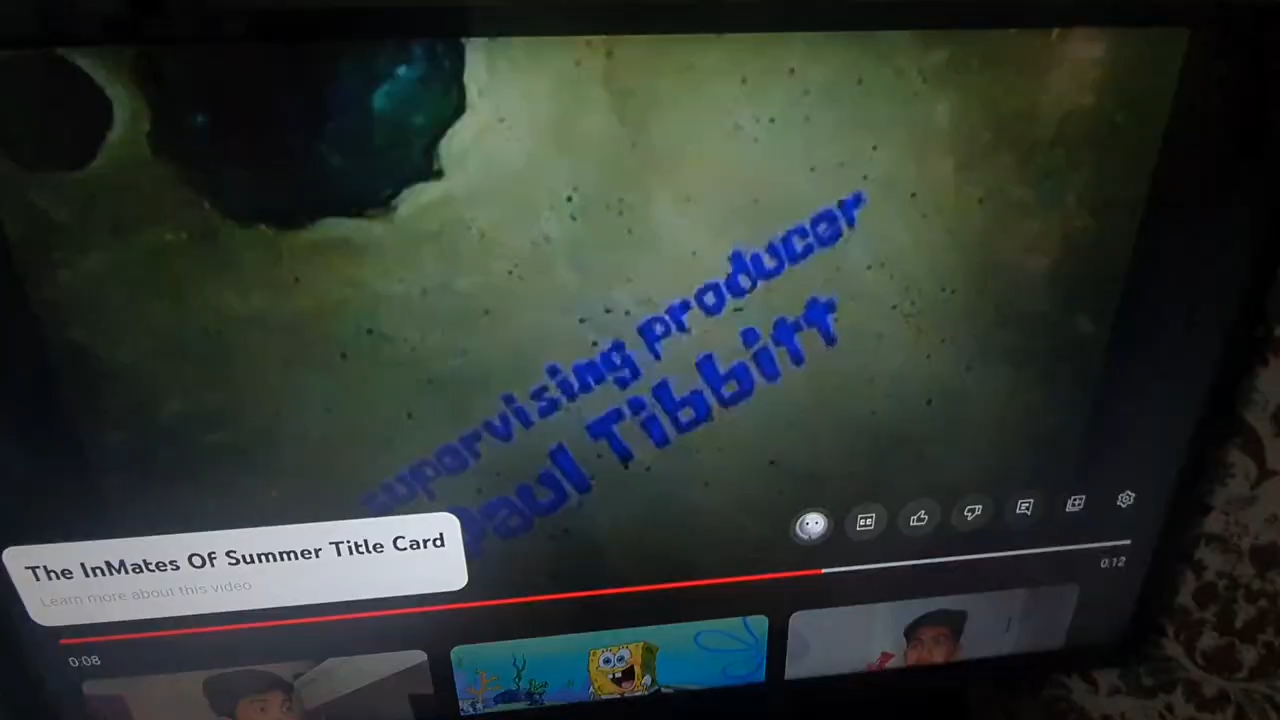 supervising producer
Paul Tibbitt
The InMates Of Summer Title Card
Learn more about this video
CC
0:12
0:08